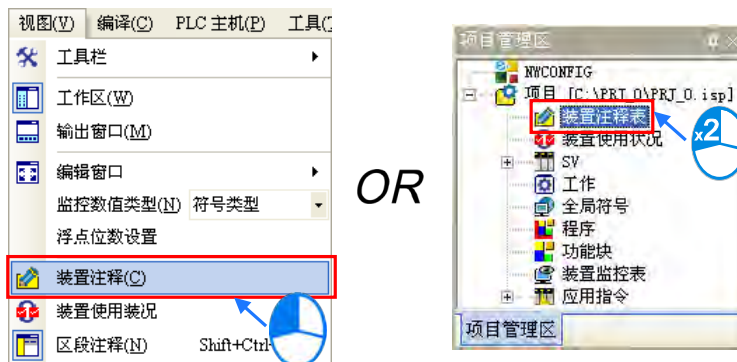 视图(V) 编译(C) PLC 主机(P) 工具(
工具栏
工作区(W)
输出窗口(M)
编辑窗口
监控数值类型(N) 符号类型
浮点位数设置
装置注释(C)
装置使用装况
区段注释(N) Shift+Ctrl
OR
项目管理区
NWCONFIG
项目 [C:\PRJ_0\PRJ_0.isp]
装置注释表
x2
装置使用状况
SV
工作
全局符号
程序
功能块
装置监控表
应用指令
项目管理区